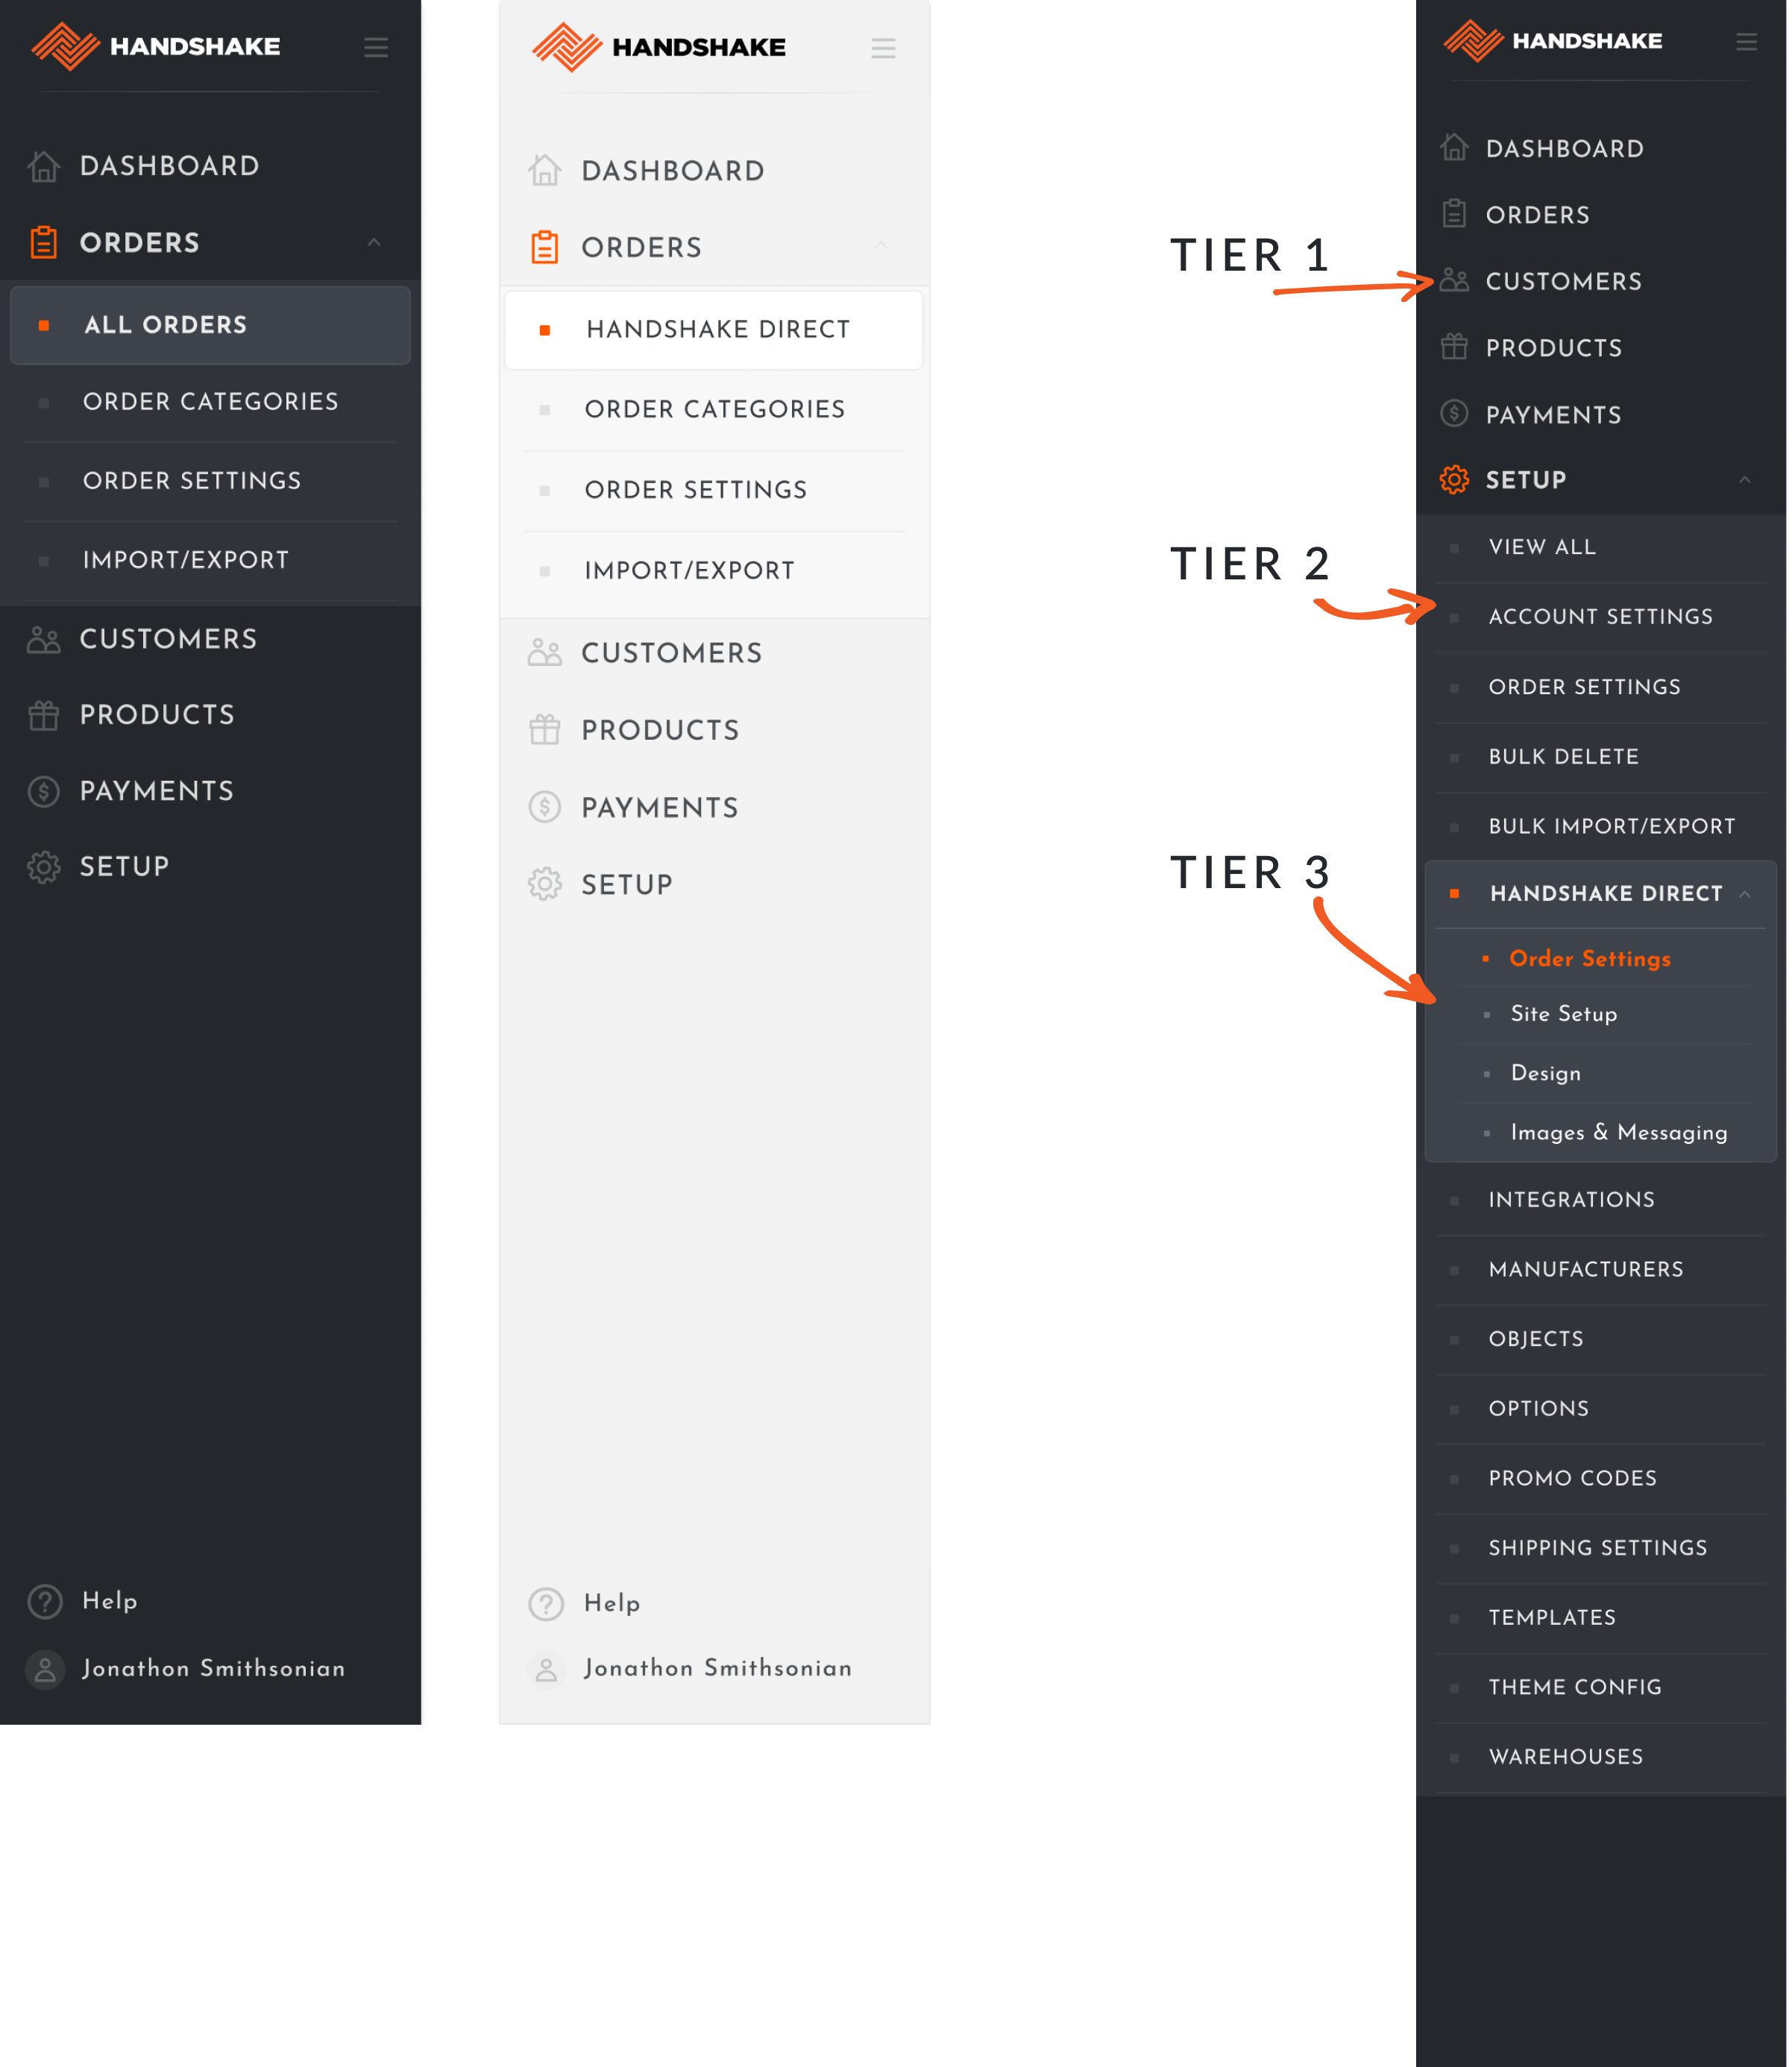 HANDSHAKE
DASHBOARD
ORDERS
ALL ORDERS
ORDER CATEGORIES
ORDER SETTINGS
IMPORT/EXPORT
CUSTOMERS
PRODUCTS
PAYMENTS
SETUP
Help
Jonathon Smithsonian
HANDSHAKE
DASHBOARD
ORDERS
HANDSHAKE DIRECT
ORDER CATEGORIES
ORDER SETTINGS
IMPORT/EXPORT
CUSTOMERS
PRODUCTS
PAYMENTS
SETUP
Help
Jonathon Smithsonian
TIER 1
TIER 2
TIER 3
HANDSHAKE
DASHBOARD
ORDERS
CUSTOMERS
PRODUCTS
PAYMENTS
SETUP
VIEW ALL
ACCOUNT SETTINGS
ORDER SETTINGS
BULK DELETE
BULK IMPORT/EXPORT
HANDSHAKE DIRECT
Order Settings
Site Setup
Design
Images & Messaging
INTEGRATIONS
MANUFACTURERS
OBJECTS
OPTIONS
PROMO CODES
SHIPPING SETTINGS
TEMPLATES
THEME CONFIG
WAREHOUSES